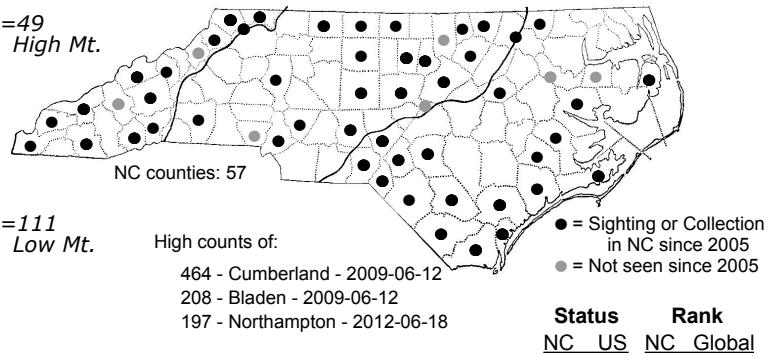 =49
High Mt.
NC counties: 57
=111
Low Mt.
High counts of:
464 - Cumberland - 2009-06-12
208 - Bladen - 2009-06-12
197 - Northampton - 2012-06-18
= Sighting or Collection
in NC since 2005
= Not seen since 2005
Status Rank
NC US NC Global